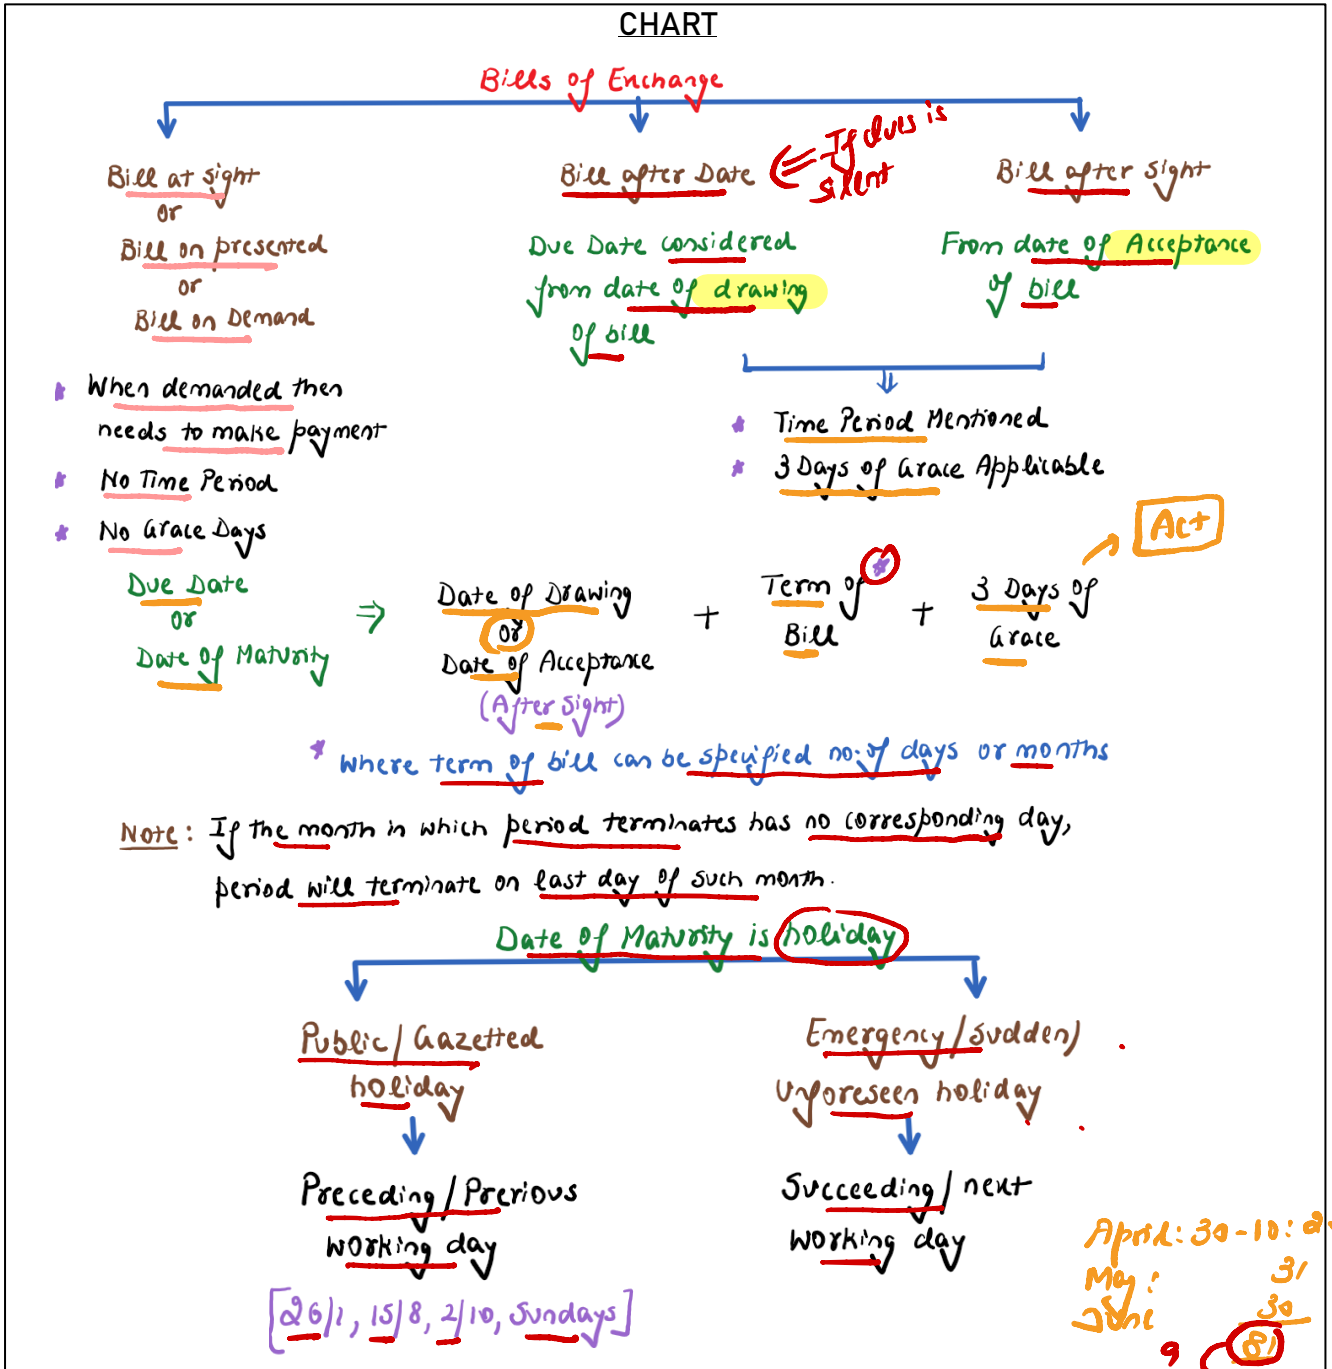 CHART
Bills of Exchange
Bill at sight
or
Bill on presented
or
Bill on Demand
Bill after Date
⇐ If dues is
silent
Bill after sight
Due Date considered
from date of drawing
of bill
From date of Acceptance
of bill
* When demanded then
needs to make payment
* No Time Period
* No Grace Days
* Time Period Mentioned
* 3 Days of Grace Applicable
Act
Due Date
or
Date of Maturity
⇒
Date of Drawing
or
Date of Acceptance
(After sight)
+
Term of *
Bill
+
3 Days of
Grace
* Where term of bill can be specified no. of days or months
Note: If the month in which period terminates has no corresponding day,
period will terminate on last day of such month.
Date of Maturity is holiday
Public / Gazetted
holiday
Preceding / Previous
working day
[26/1, 15/8, 2/10, Sundays]
Emergency / Sudden /
Unforeseen holiday
Succeeding / next
working day
April: 30-10:
May: 31
June 30
81
9